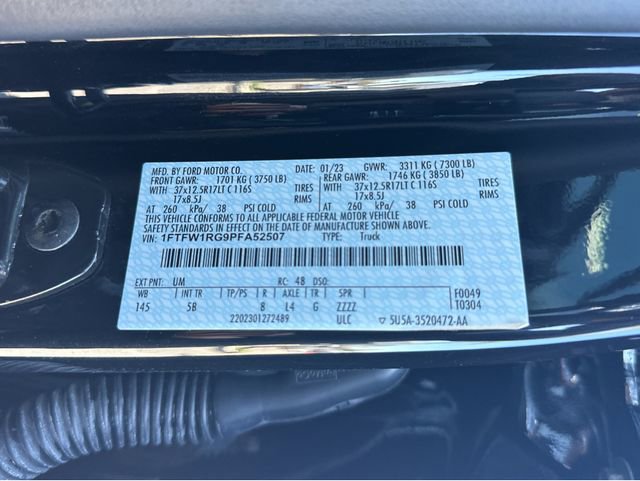 MFD. BY FORD MOTOR CO.
DATE: 01/23 GVWR: 3311 KG ( 7300 LB)
FRONT GAWR: 1701 KG ( 3750 LB) REAR GAWR: 1746 KG ( 3850 LB)
WITH 37x12.5R17LT C 116S TIRES WITH 37x12.5R17LT C 116S TIRES
17x8.5J RIMS 17x8.5J RIMS
AT 260 kPa/ 38 PSI COLD AT 260 kPa/ 38 PSI COLD
THIS VEHICLE CONFORMS TO ALL APPLICABLE FEDERAL MOTOR VEHICLE
SAFETY STANDARDS IN EFFECT ON THE DATE OF MANUFACTURE SHOWN ABOVE.
VIN: 1FTFW1RG9PFA52507 TYPE: Truck
EXT PNT: UM RC: 48 DSO:
WB INT TR TP/PS R AXLE TR SPR F0049
145 5B 8 L4 G ZZZZ T0304
2202301272489 ULC ▽ 5U5A-3520472-AA